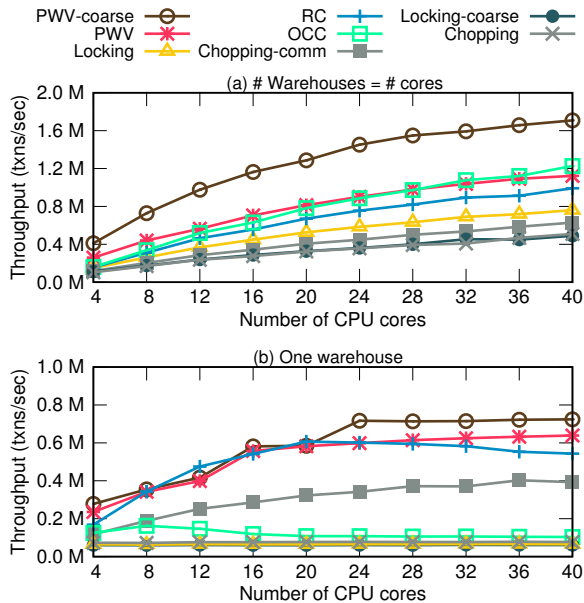 PWV-coarse RC Locking-coarse
PWV OCC Chopping
Locking Chopping-comm
(a) # Warehouses = # cores
2.0 M
1.6 M
1.2 M
0.8 M
0.4 M
0.0 M
Throughput (txns/sec)
4 8 12 16 20 24 28 32 36 40
Number of CPU cores
(b) One warehouse
1.0 M
0.8 M
0.6 M
0.4 M
0.2 M
0.0 M
Throughput (txns/sec)
4 8 12 16 20 24 28 32 36 40
Number of CPU cores